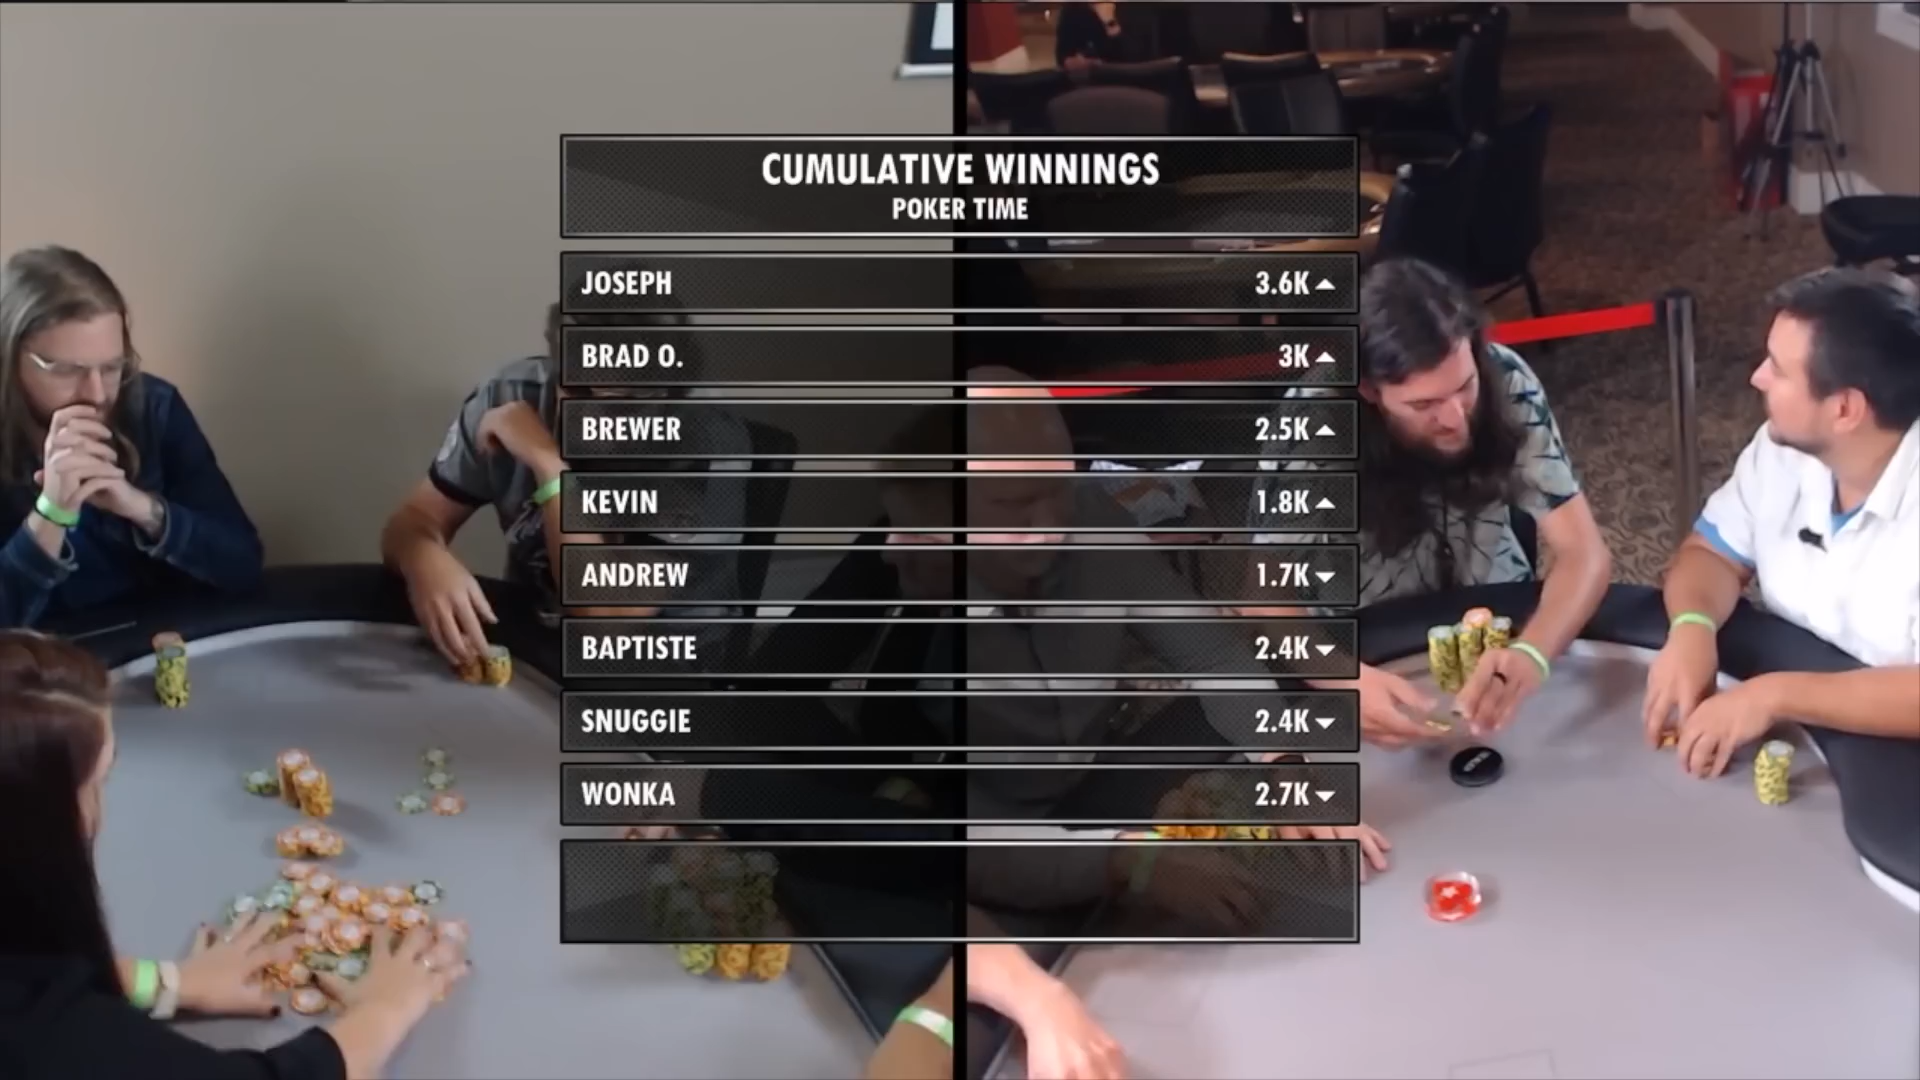 CUMULATIVE WINNINGS
POKER TIME
JOSEPH 3.6K▲
BRAD O. 3K▲
BREWER 2.5K▲
KEVIN 1.8K▲
ANDREW 1.7K▼
BAPTISTE 2.4K▼
SNUGGIE 2.4K▼
WONKA 2.7K▼